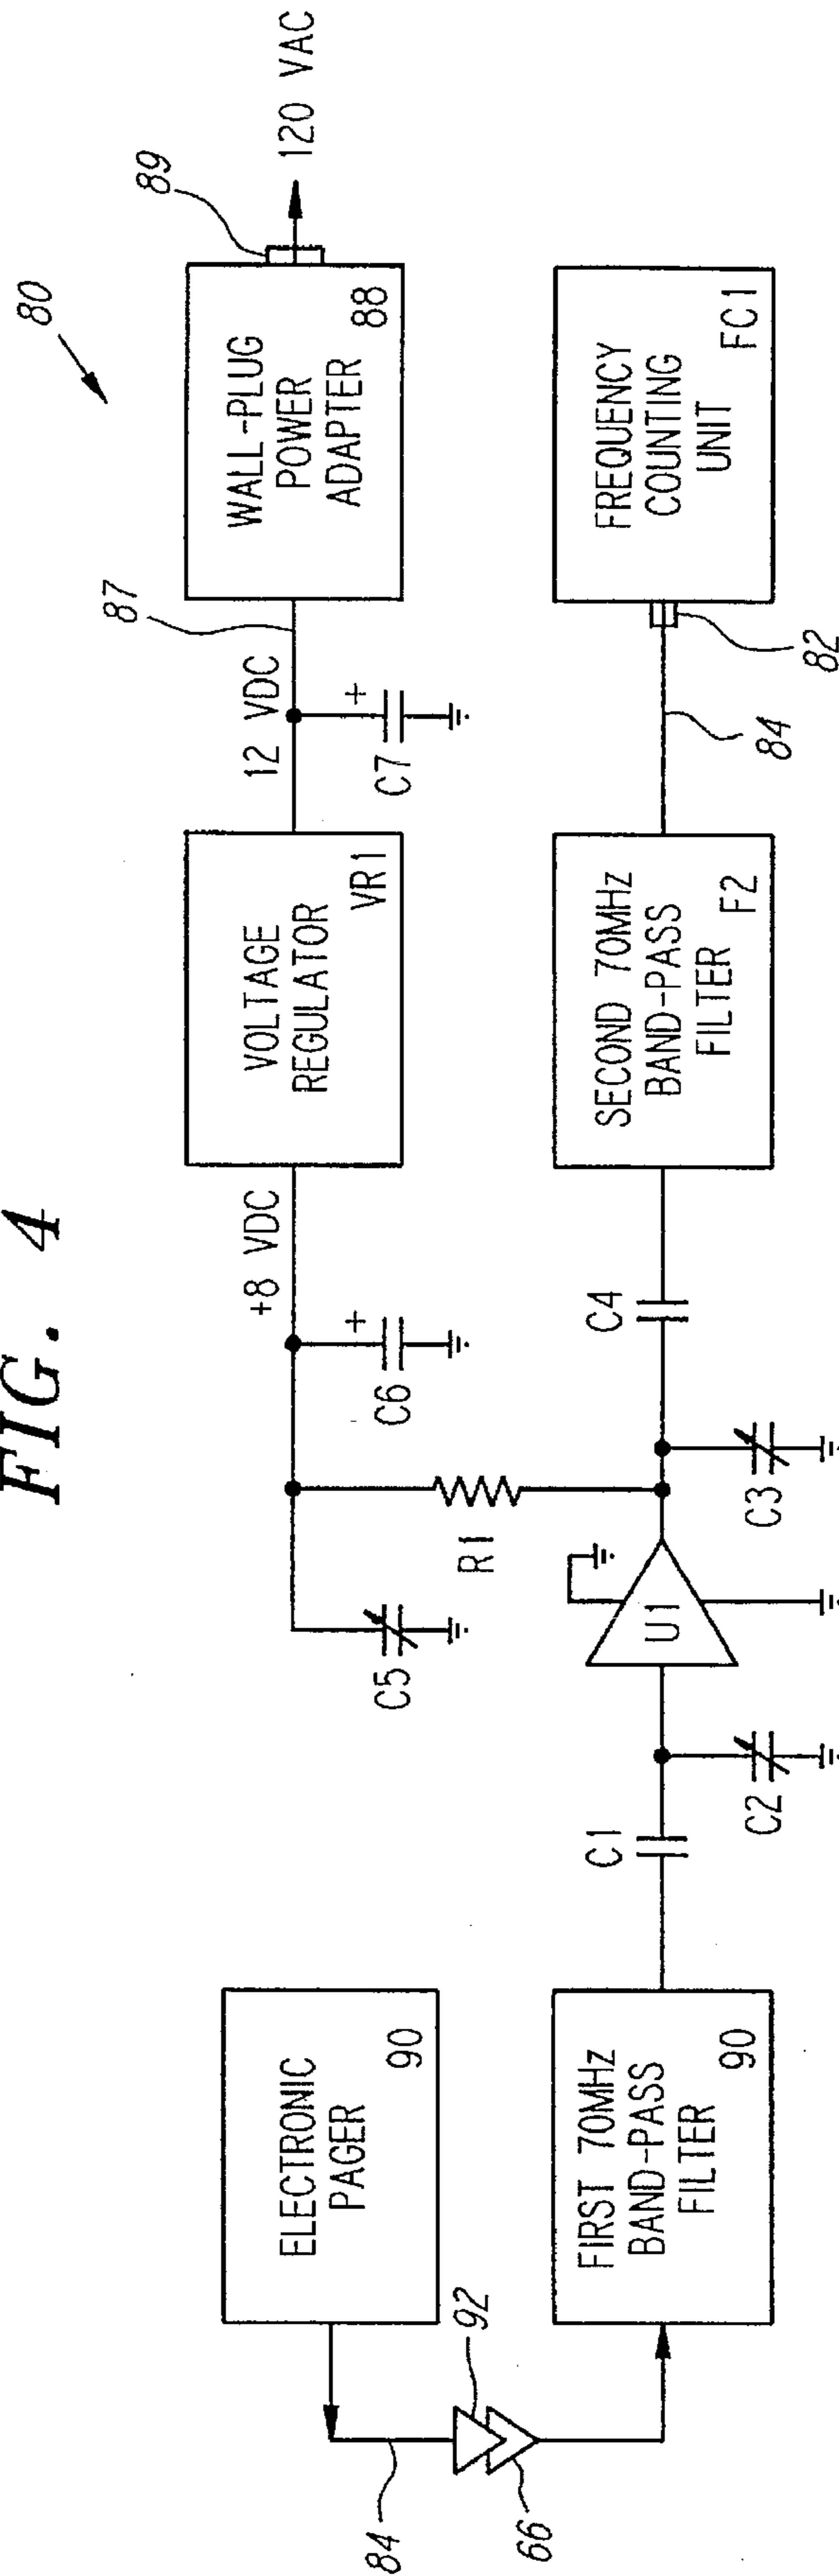 FIG. 4
80
ELECTRONIC
PAGER
90
84
92
66
FIRST 70MHz
BAND-PASS
FILTER
90
C1
C2
U1
C3
R1
C5
C6
+
+8 VDC
VOLTAGE
REGULATOR
VR1
12 VDC
C7
+
87
WALL-PLUG
POWER
ADAPTER
88
89
120 VAC
C4
SECOND 70MHz
BAND-PASS
FILTER
F2
84
82
FREQUENCY
COUNTING
UNIT
FC1